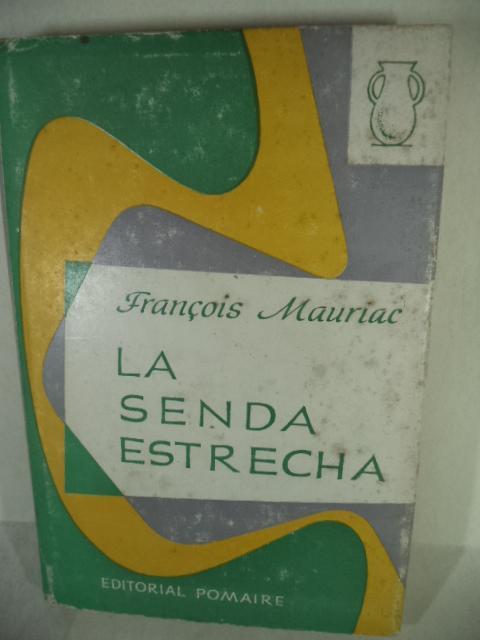 François Mauriac
LA
SENDA
ESTRECHA
EDITORIAL POMAIRE